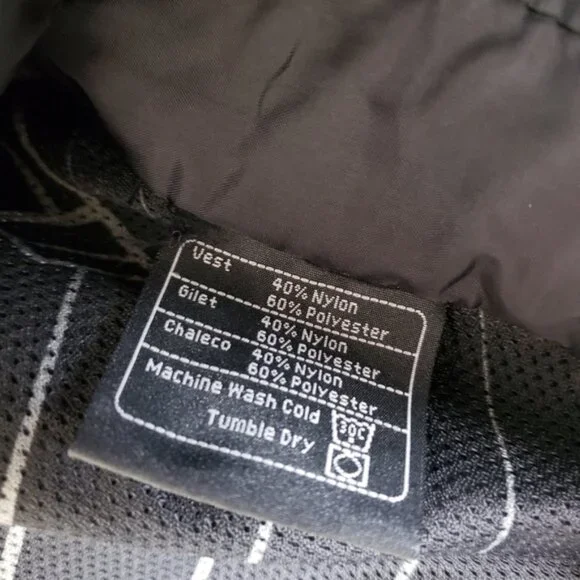 Vest
40% Nylon
60% Polyester
Gilet
40% Nylon
60% Polyester
Chaleco
40% Nylon
60% Polyester
Machine Wash Cold
30C
Tumble Dry